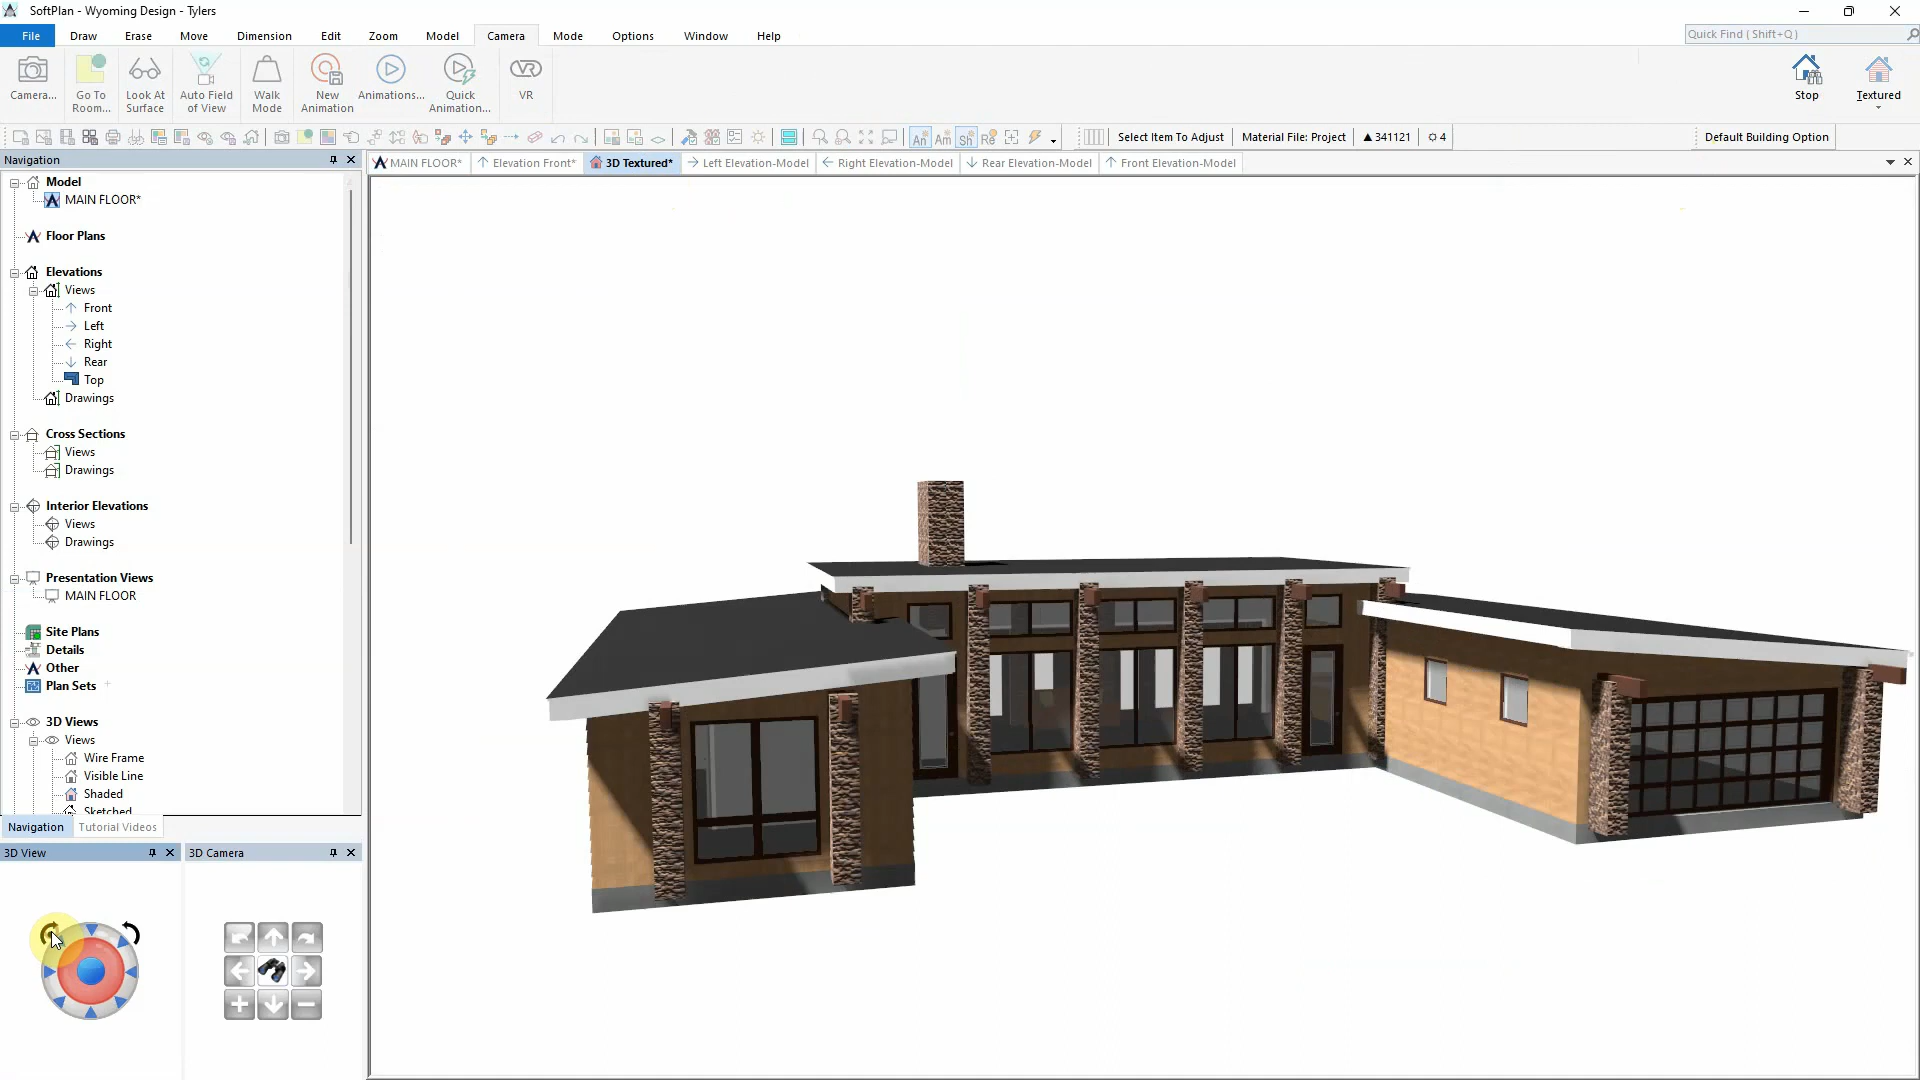 SoftPlan - Wyoming Design - Tylers
File Draw Erase Move Dimension Edit Zoom Model Camera Mode Options Window Help
Quick Find ( Shift+Q )
Camera...
Go To
Room...
Look At
Surface
Auto Field
of View
Walk
Mode
New
Animation
Animations...
Quick
Animation...
VR
Stop
Textured
An Am Sh Re
Select Item To Adjust
Material File: Project
341121
4
Default Building Option
Navigation
MAIN FLOOR*
Elevation Front*
3D Textured*
Left Elevation-Model
Right Elevation-Model
Rear Elevation-Model
Front Elevation-Model
Model
MAIN FLOOR*
Floor Plans
Elevations
Views
Front
Left
Right
Rear
Top
Drawings
Cross Sections
Views
Drawings
Interior Elevations
Views
Drawings
Presentation Views
MAIN FLOOR
Site Plans
Details
Other
Plan Sets
3D Views
Views
Wire Frame
Visible Line
Shaded
Sketched
Navigation
Tutorial Videos
3D View
3D Camera